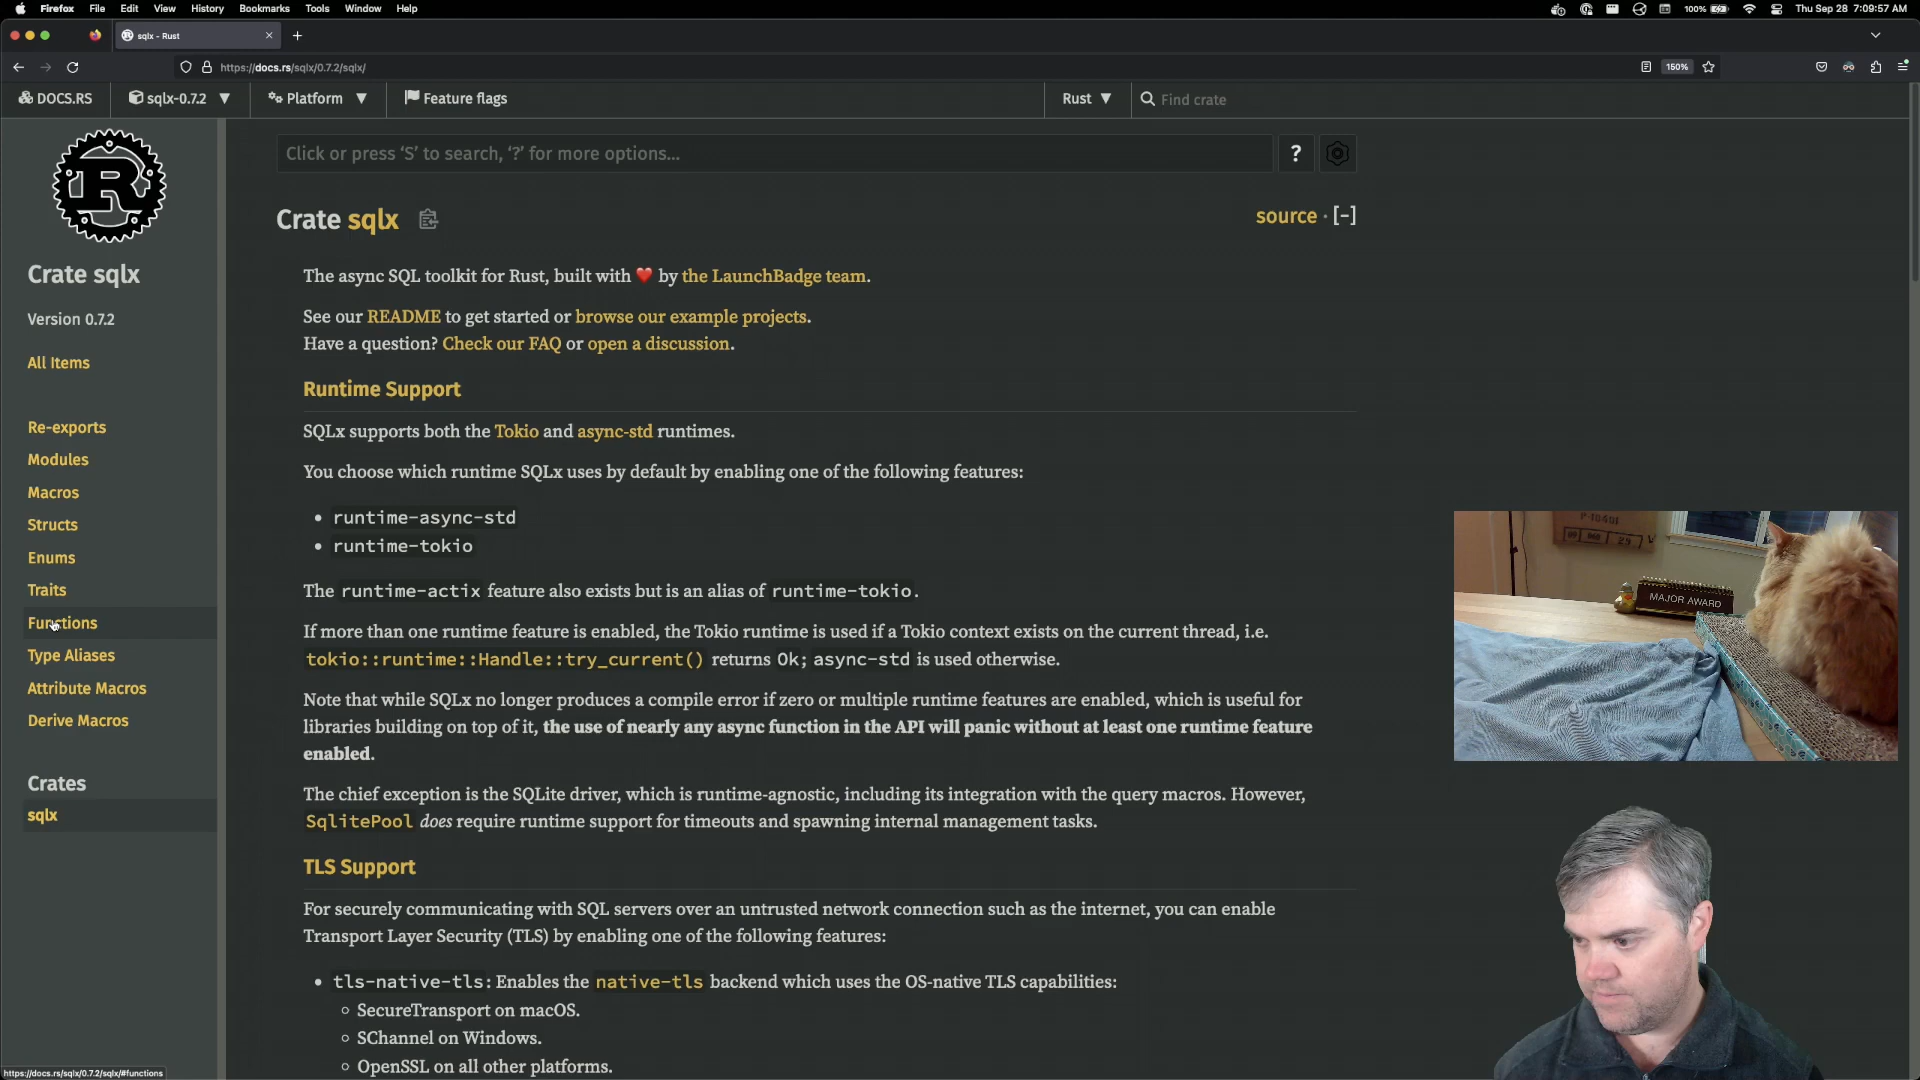 Firefox File Edit View History Bookmarks Tools Window Help 100% Thu Sep 28 7:09:57 AM
sqlx - Rust
https://docs.rs/sqlx/0.7.2/sqlx/ 150%
DOCS.RS sqlx-0.7.2 Platform Feature flags Rust Find crate
Click or press ‘S’ to search, ‘?’ for more options… ?
Crate sqlx source · [-]
Crate sqlx
Version 0.7.2
All Items
Re-exports
Modules
Macros
Structs
Enums
Traits
Functions
Type Aliases
Attribute Macros
Derive Macros
Crates
sqlx
The async SQL toolkit for Rust, built with ❤️ by the LaunchBadge team.
See our README to get started or browse our example projects.
Have a question? Check our FAQ or open a discussion.
Runtime Support
SQLx supports both the Tokio and async-std runtimes.
You choose which runtime SQLx uses by default by enabling one of the following features:
• runtime-async-std
• runtime-tokio
The runtime-actix feature also exists but is an alias of runtime-tokio.
If more than one runtime feature is enabled, the Tokio runtime is used if a Tokio context exists on the current thread, i.e.
tokio::runtime::Handle::try_current() returns Ok; async-std is used otherwise.
Note that while SQLx no longer produces a compile error if zero or multiple runtime features are enabled, which is useful for
libraries building on top of it, the use of nearly any async function in the API will panic without at least one runtime feature
enabled.
The chief exception is the SQLite driver, which is runtime-agnostic, including its integration with the query macros. However,
SqlitePool does require runtime support for timeouts and spawning internal management tasks.
TLS Support
For securely communicating with SQL servers over an untrusted network connection such as the internet, you can enable
Transport Layer Security (TLS) by enabling one of the following features:
• tls-native-tls: Enables the native-tls backend which uses the OS-native TLS capabilities:
◦ SecureTransport on macOS.
◦ SChannel on Windows.
◦ OpenSSL on all other platforms.
MAJOR AWARD
https://docs.rs/sqlx/0.7.2/sqlx/#functions